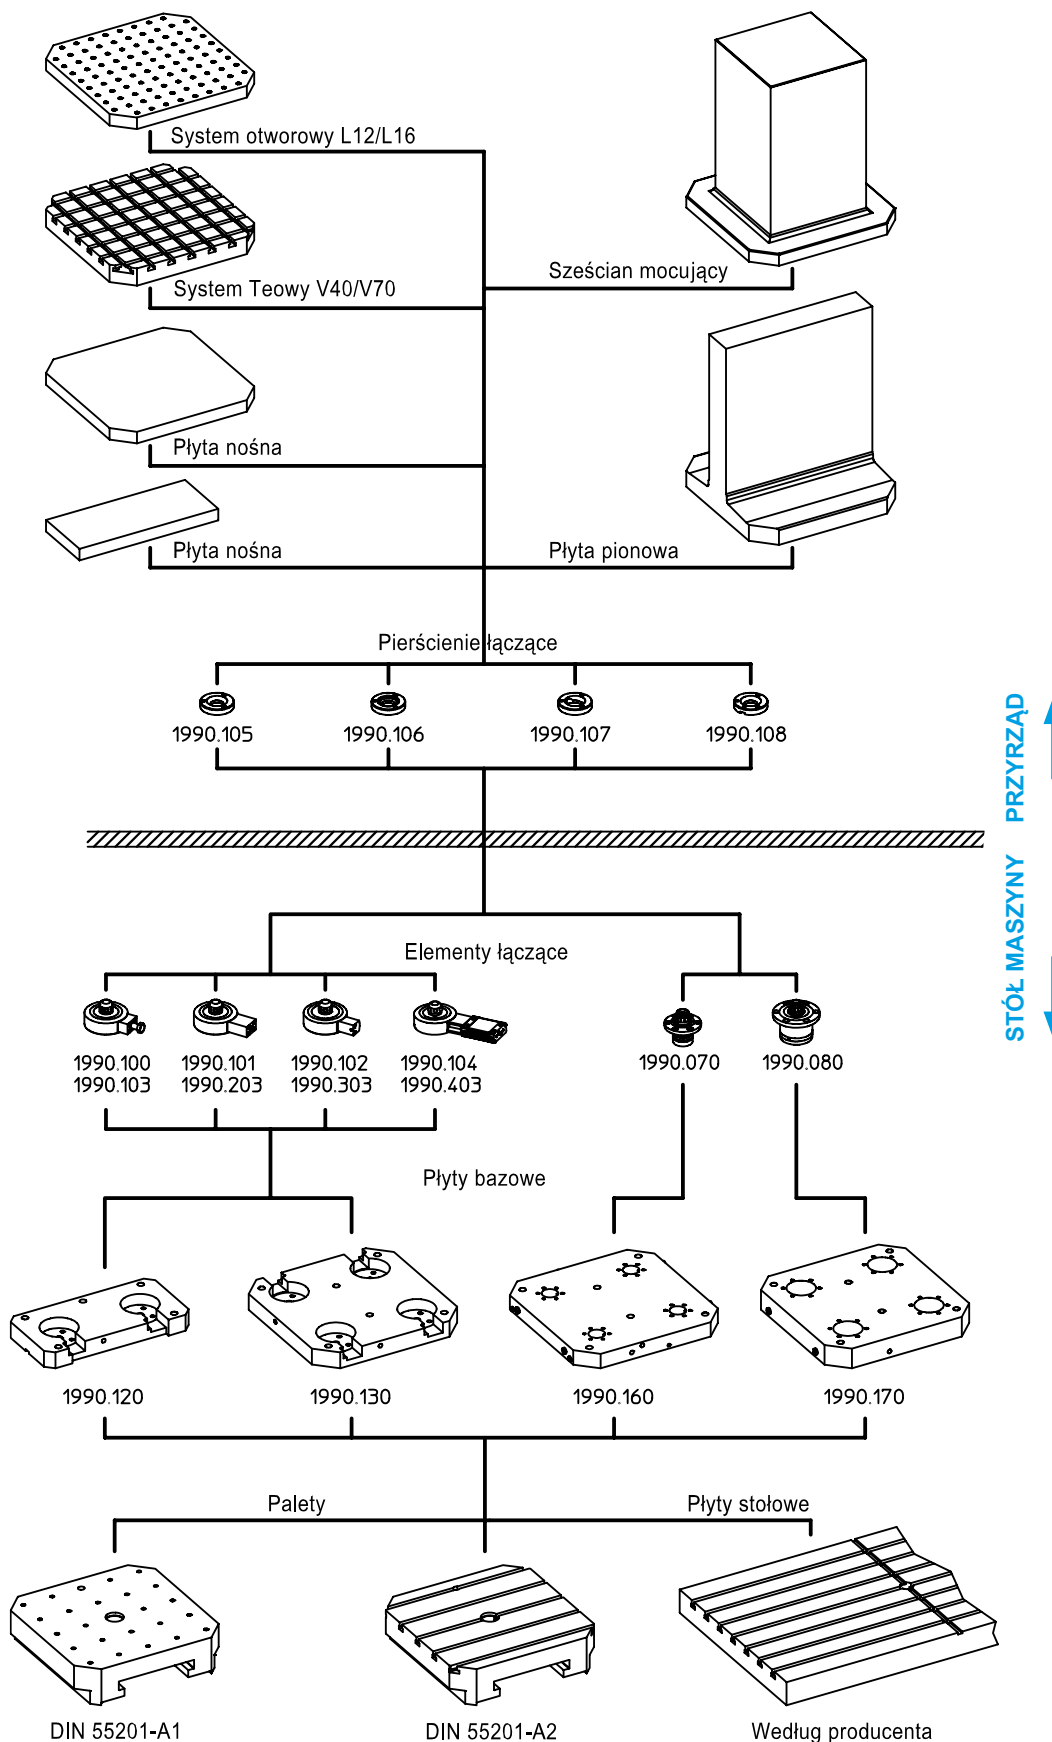 System otworowy L12/L16
System Teowy V40/V70
Sześcian mocujący
Płyta nośna
Płyta nośna
Płyta pionowa
Pierścienie łączące
1990.105
1990.106
1990.107
1990.108
PRZYRZĄD
STÓŁ MASZYNY
Elementy łączące
1990.100
1990.103
1990.101
1990.203
1990.102
1990.303
1990.104
1990.403
1990.070
1990.080
Płyty bazowe
1990.120
1990.130
1990.160
1990.170
Palety
Płyty stołowe
DIN 55201-A1
DIN 55201-A2
Według producenta